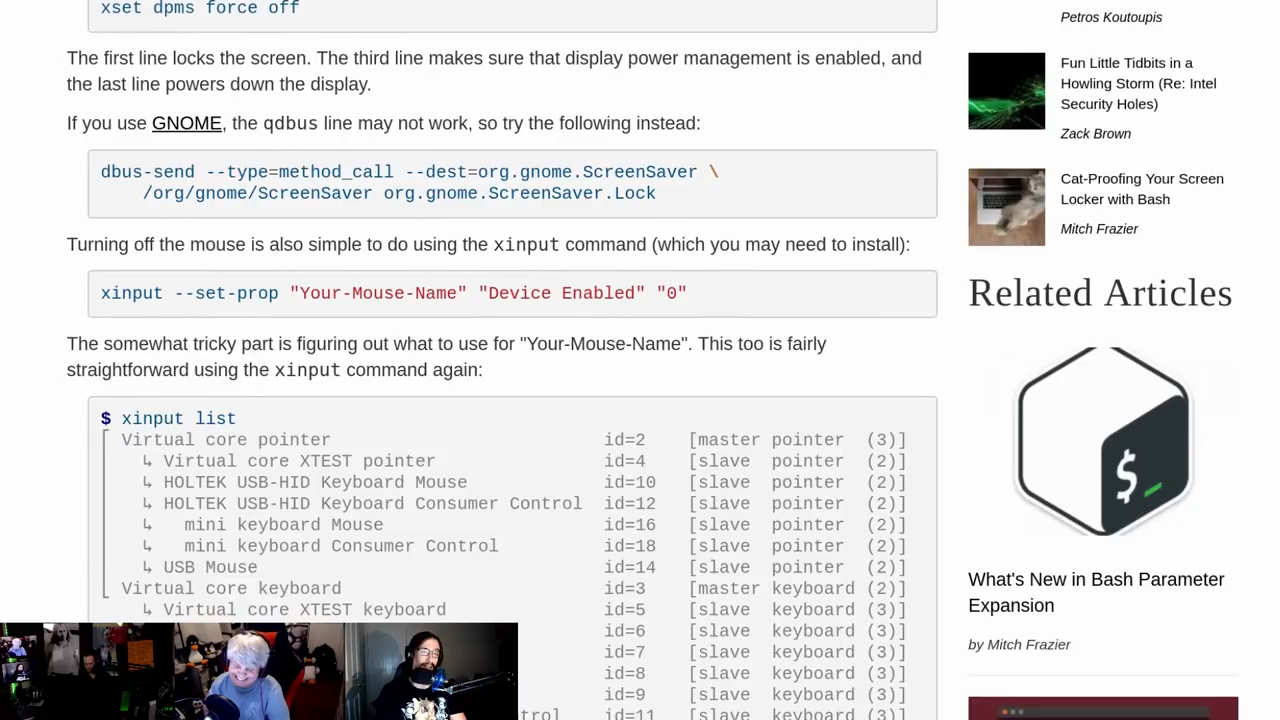 xset dpms force off
The first line locks the screen. The third line makes sure that display power management is enabled, and
the last line powers down the display.
If you use GNOME, the qdbus line may not work, so try the following instead:
dbus-send --type=method_call --dest=org.gnome.ScreenSaver \
/org/gnome/ScreenSaver org.gnome.ScreenSaver.Lock
Turning off the mouse is also simple to do using the xinput command (which you may need to install):
xinput --set-prop "Your-Mouse-Name" "Device Enabled" "0"
The somewhat tricky part is figuring out what to use for "Your-Mouse-Name". This too is fairly
straightforward using the xinput command again:
$ xinput list
⎡ Virtual core pointer id=2 [master pointer (3)]
⎜ ↳ Virtual core XTEST pointer id=4 [slave pointer (2)]
⎜ ↳ HOLTEK USB-HID Keyboard Mouse id=10 [slave pointer (2)]
⎜ ↳ HOLTEK USB-HID Keyboard Consumer Control id=12 [slave pointer (2)]
⎜ ↳ mini keyboard Mouse id=16 [slave pointer (2)]
⎜ ↳ mini keyboard Consumer Control id=18 [slave pointer (2)]
⎜ ↳ USB Mouse id=14 [slave pointer (2)]
⎣ Virtual core keyboard id=3 [master keyboard (2)]
↳ Virtual core XTEST keyboard id=5 [slave keyboard (3)]
id=6 [slave keyboard (3)]
id=7 [slave keyboard (3)]
id=8 [slave keyboard (3)]
id=9 [slave keyboard (3)]
trol id=11 [slave keyboard (3)]
Petros Koutoupis
Fun Little Tidbits in a
Howling Storm (Re: Intel
Security Holes)
Zack Brown
Cat-Proofing Your Screen
Locker with Bash
Mitch Frazier
Related Articles
$_
What's New in Bash Parameter
Expansion
by Mitch Frazier